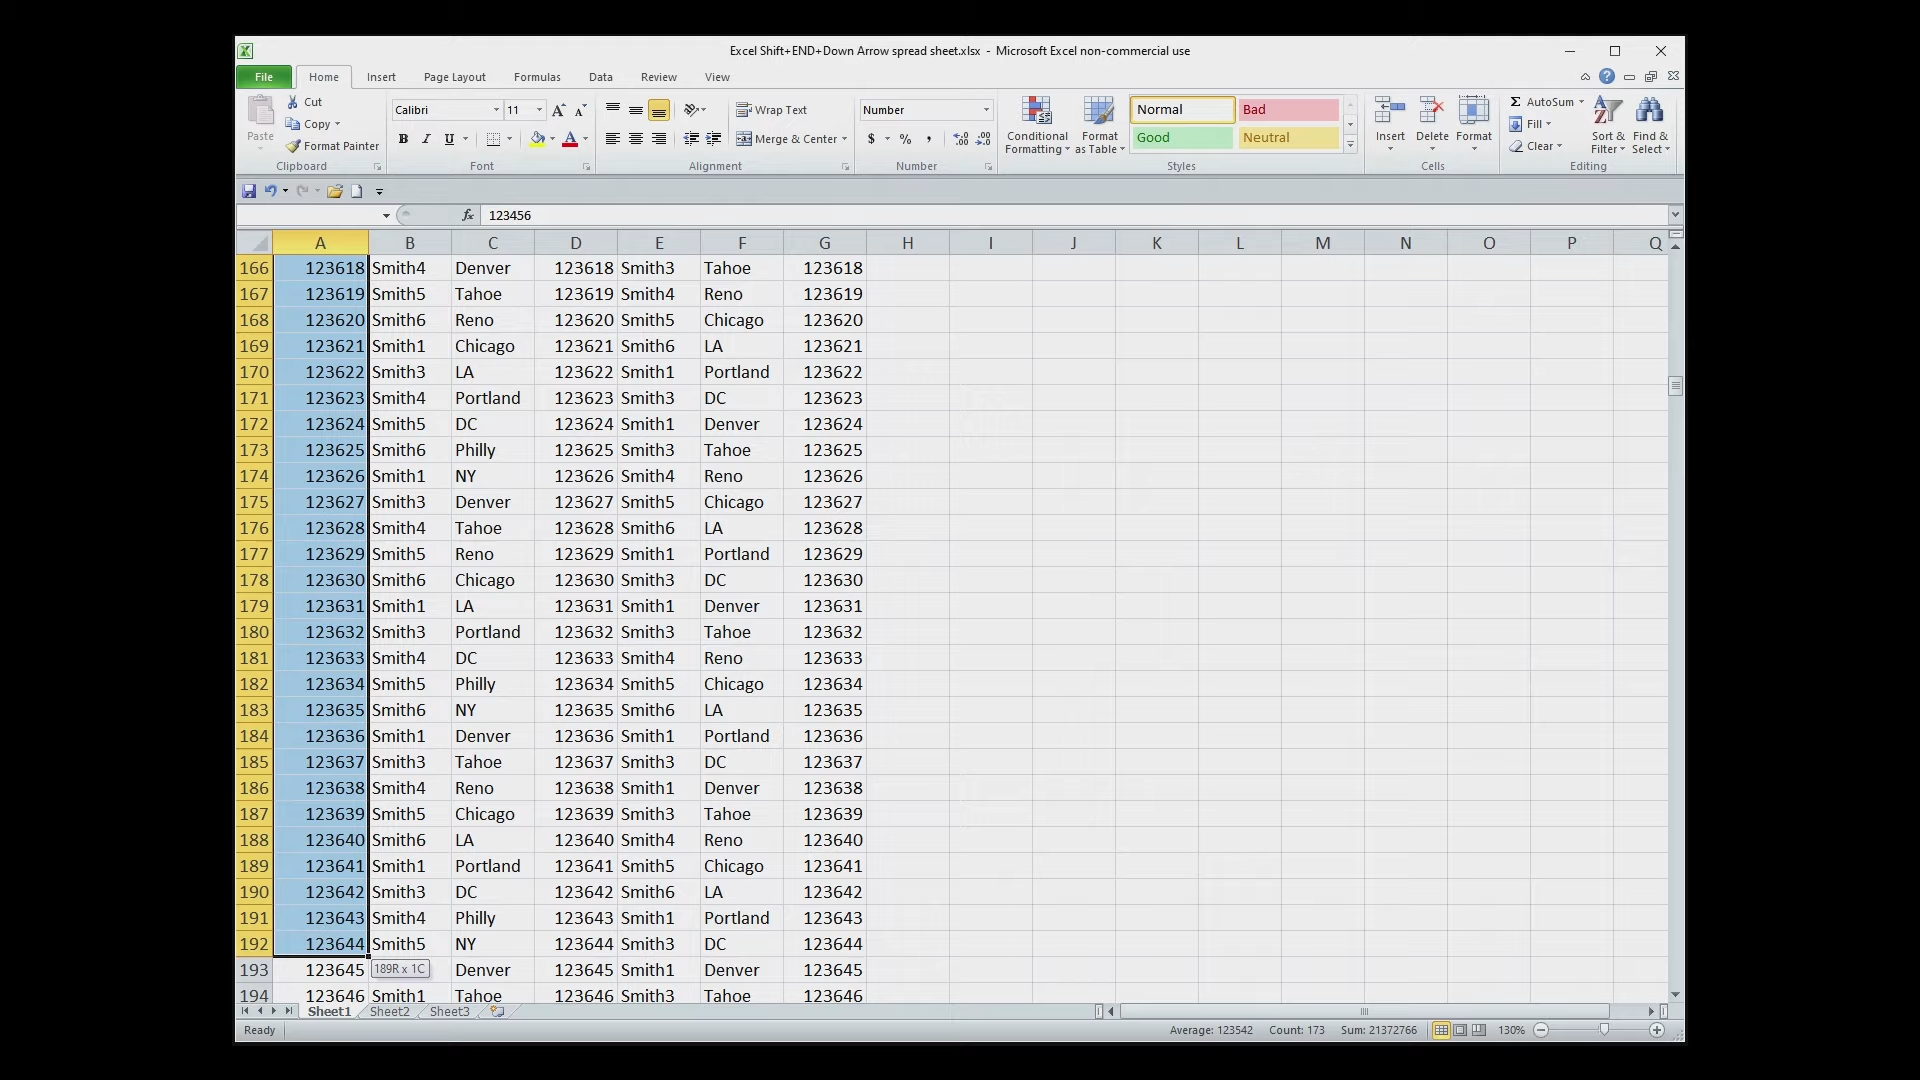 Excel Shift+END+Down Arrow spread sheet.xlsx - Microsoft Excel non-commercial use
File Home Insert Page Layout Formulas Data Review View
Paste Cut Copy Format Painter Clipboard
Calibri 11 B I U Font
Wrap Text Merge & Center Alignment
Number $ % , Number
Conditional Formatting Format as Table Normal Bad Good Neutral Styles
Insert Delete Format Cells
AutoSum Fill Clear Sort & Filter Find & Select Editing
fx 123456
A B C D E F G H I J K L M N O P Q
166 123618 Smith4 Denver 123618 Smith3 Tahoe 123618
167 123619 Smith5 Tahoe 123619 Smith4 Reno 123619
168 123620 Smith6 Reno 123620 Smith5 Chicago 123620
169 123621 Smith1 Chicago 123621 Smith6 LA 123621
170 123622 Smith3 LA 123622 Smith1 Portland 123622
171 123623 Smith4 Portland 123623 Smith3 DC 123623
172 123624 Smith5 DC 123624 Smith1 Denver 123624
173 123625 Smith6 Philly 123625 Smith3 Tahoe 123625
174 123626 Smith1 NY 123626 Smith4 Reno 123626
175 123627 Smith3 Denver 123627 Smith5 Chicago 123627
176 123628 Smith4 Tahoe 123628 Smith6 LA 123628
177 123629 Smith5 Reno 123629 Smith1 Portland 123629
178 123630 Smith6 Chicago 123630 Smith3 DC 123630
179 123631 Smith1 LA 123631 Smith1 Denver 123631
180 123632 Smith3 Portland 123632 Smith3 Tahoe 123632
181 123633 Smith4 DC 123633 Smith4 Reno 123633
182 123634 Smith5 Philly 123634 Smith5 Chicago 123634
183 123635 Smith6 NY 123635 Smith6 LA 123635
184 123636 Smith1 Denver 123636 Smith1 Portland 123636
185 123637 Smith3 Tahoe 123637 Smith3 DC 123637
186 123638 Smith4 Reno 123638 Smith1 Denver 123638
187 123639 Smith5 Chicago 123639 Smith3 Tahoe 123639
188 123640 Smith6 LA 123640 Smith4 Reno 123640
189 123641 Smith1 Portland 123641 Smith5 Chicago 123641
190 123642 Smith3 DC 123642 Smith6 LA 123642
191 123643 Smith4 Philly 123643 Smith1 Portland 123643
192 123644 Smith5 NY 123644 Smith3 DC 123644
193 123645 189R x 1C Denver 123645 Smith1 Denver 123645
194 123646 Smith1 Tahoe 123646 Smith3 Tahoe 123646
Sheet1 Sheet2 Sheet3
Ready Average: 123542 Count: 173 Sum: 21372766 130%